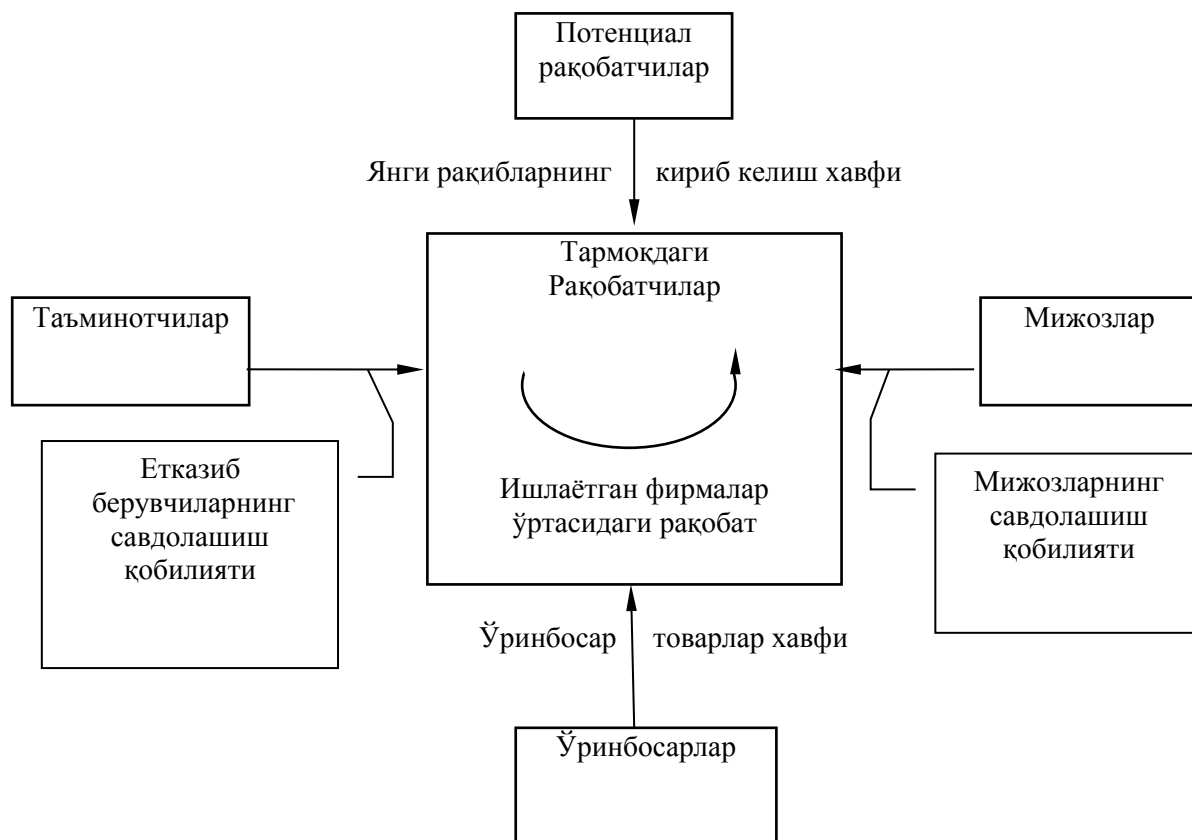 Потенциал
рақобатчилар
Янги рақибларнинг кириб келиш хавфи
Тармоқдаги
Рақобатчилар
Таъминотчилар
Мижозлар
Етказиб
берувчиларнинг
савдолашиш
қобилияти
Ишлаётган фирмалар
ўртасидаги рақобат
Мижозларнинг
савдолашиш
қобилияти
Ўринбосар товарлар хавфи
Ўринбосарлар